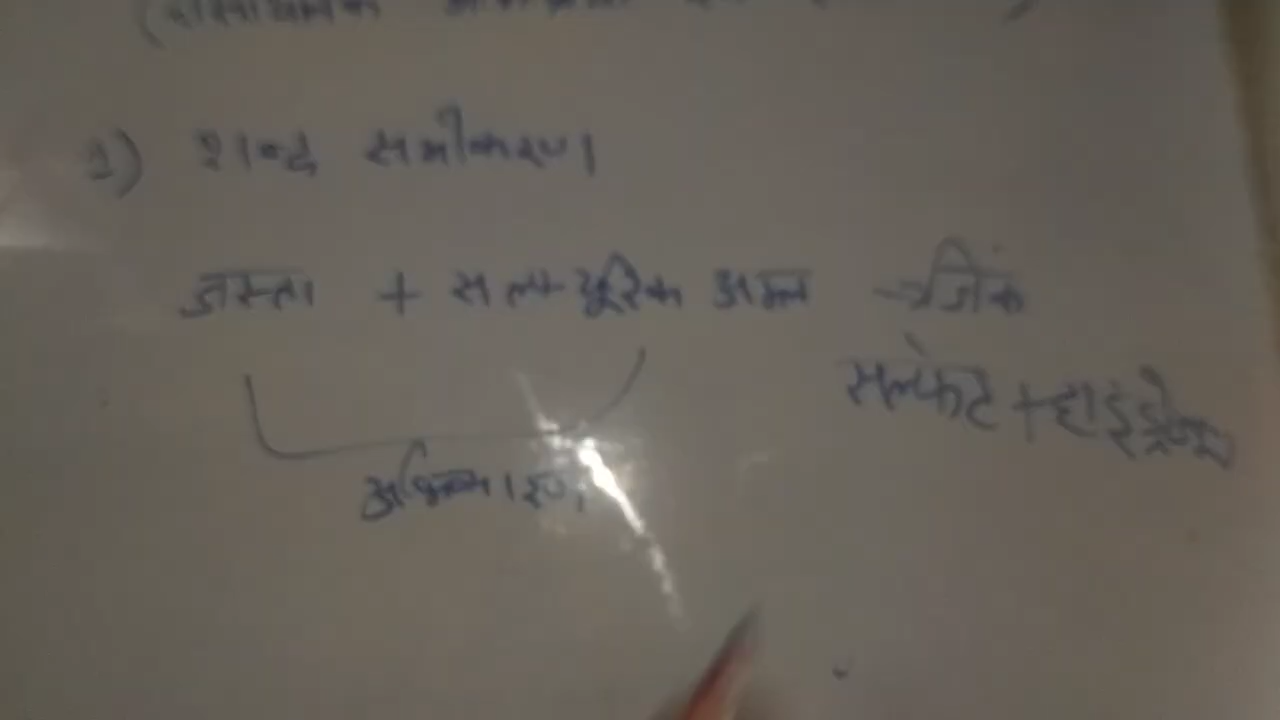 1) शब्द समीकरण
जस्ता + सल्फ्यूरिक अम्ल → जिंक
सल्फेट + हाइड्रोजन
अभिकारक